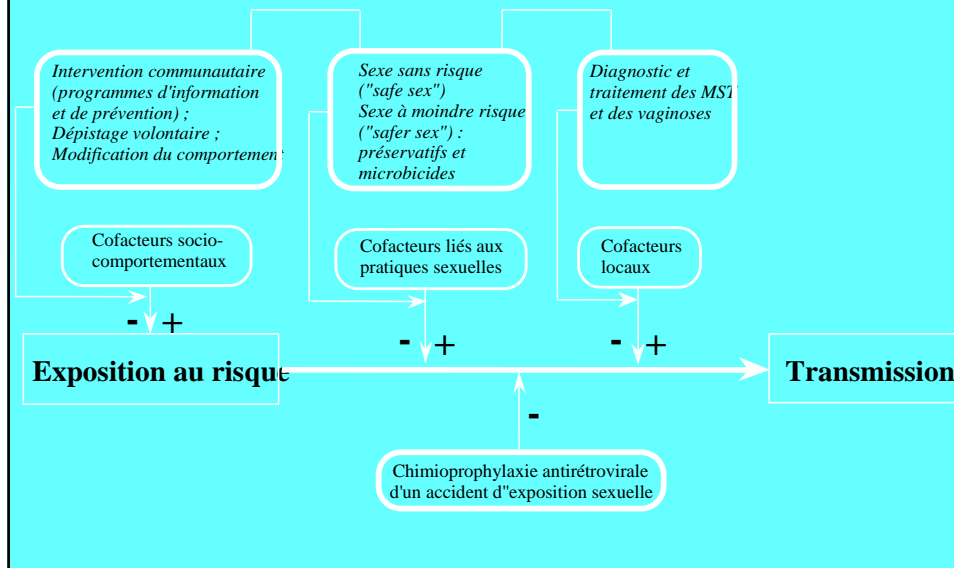 Intervention communautaire
(programmes d'information
et de prévention) ;
Dépistage volontaire ;
Modification du comportement
Sexe sans risque
("safe sex")
Sexe à moindre risque
("safer sex") :
préservatifs et
microbicides
Diagnostic et
traitement des MST
et des vaginoses
Cofacteurs socio-
comportementaux
Cofacteurs liés aux
pratiques sexuelles
Cofacteurs
locaux
- +
- +
- +
Exposition au risque
Transmission
-
Chimioprophylaxie antirétrovirale
d'un accident d"exposition sexuelle